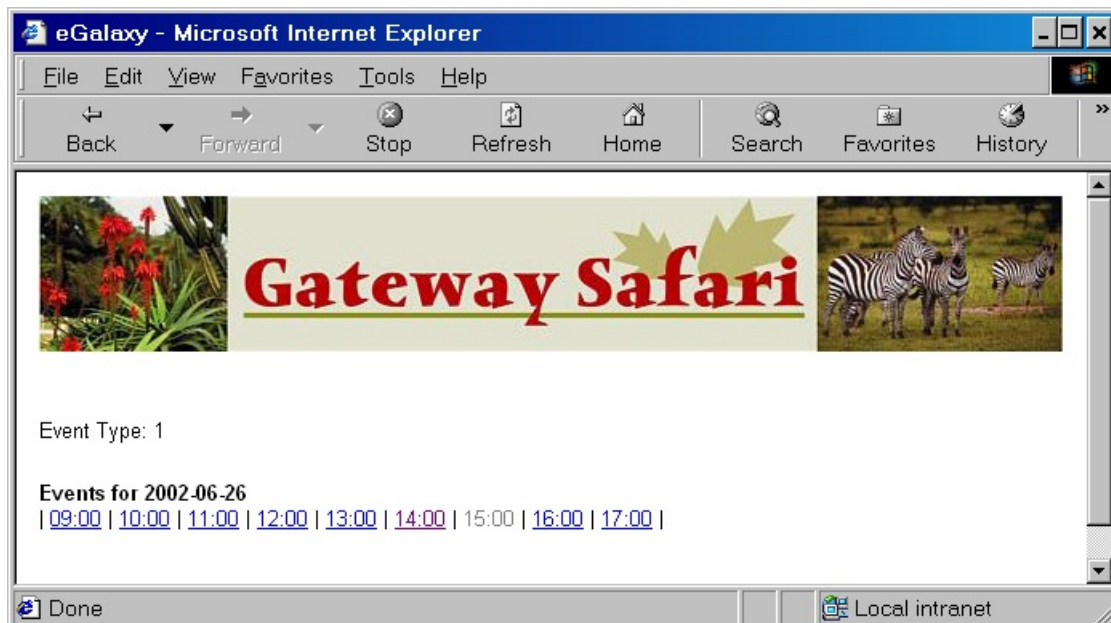 eGalaxy - Microsoft Internet Explorer
File Edit View Favorites Tools Help
Back Forward Stop Refresh Home Search Favorites History »
Gateway Safari
Event Type: 1
Events for 2002-06-26
| 09:00 | 10:00 | 11:00 | 12:00 | 13:00 | 14:00 | 15:00 | 16:00 | 17:00 |
Done Local intranet